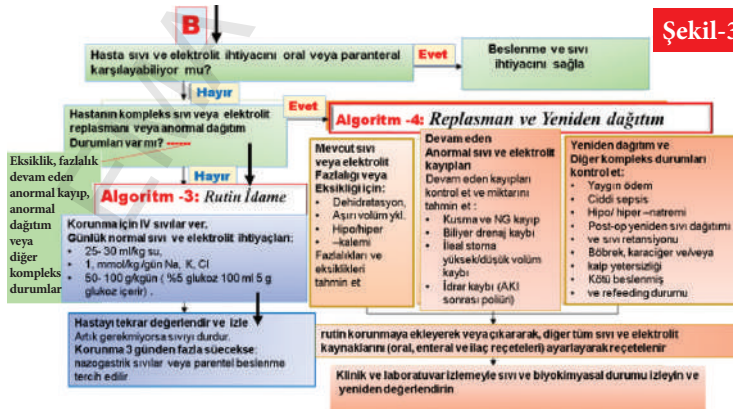 B
Şekil-3
Hasta sıvı ve elektrolit ihtiyacını oral veya paranteral
karşılayabiliyor mu?
Evet
Beslenme ve sıvı
ihtiyacını sağla
Hayır
Hastanın kompleks sıvı veya elektrolit
replasmanı veya anormal dağıtım
Durumları var mı? ------
Evet
Algoritm -4: Replasman ve Yeniden dağıtım
Eksiklik, fazlalık
devam eden
anormal kayıp,
anormal
dağıtım
veya
diğer
kompleks
durumlar
Hayır
Algoritm -3: Rutin İdame
Korunma için IV sıvılar ver.
Günlük normal sıvı ve elektrolit ihtiyaçları:
• 25- 30 ml/kg su,
• 1, mmol/kg/gün Na, K, Cl
• 50- 100 g/kgün ( %5 glukoz 100 ml 5 g
glukoz içerir) .
Hastayı tekrar değerlendir ve izle
Artık gerekmiyorsa sıvıyı durdur.
Korunma 3 günden fazla süecekse:
nazogastrik sıvılar veya parentel beslenme
tercih edilir
Mevcut sıvı
veya elektrolit
Fazlalığı veya
Eksikliği için:
• Dehidratasyon,
• Aşırı volüm ykl.
• Hipo/hiper
• –kalemi
Fazlalıkları ve
eksiklikleri
tahmin et
Devam eden
Anormal sıvı ve elektrolit
kayıpları
Devam eden kayıpları
kontrol et ve miktarını
tahmin et :
• Kusma ve NG kayıp
• Biliyer drenaj kaybı
• İleal stoma
yüksek/düşük volüm
kaybı
• İdrar kaybı (AKI
sonrası poliüri)
Yeniden dağıtım ve
Diğer kompleks durumları
kontrol et:
• Yaygın ödem
• Ciddi sepsis
• Hipo/ hiper –natremi
• Post-op yeniden sıvı dağıtımı
• ve sıvı retansiyonu
• Böbrek, karaciğer ve/veya
• kalp yetersizliği
• Kötü beslenmiş
• ve refeeding durumu
rutin korunmaya ekleyerek veya çıkararak, diğer tüm sıvı ve elektrolit
kaynaklarını (oral, enteral ve ilaç reçeteleri) ayarlayarak reçetelenir
Klinik ve laboratuvar izlemeyle sıvı ve biyokimyasal durumu izleyin ve
yeniden değerlendirin